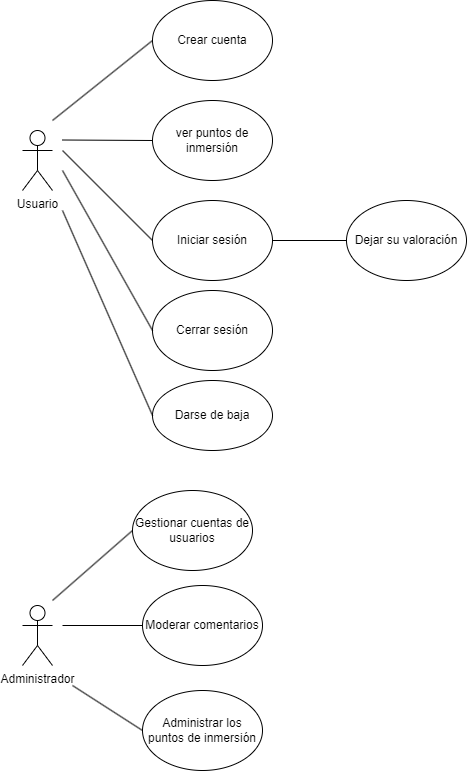 Crear cuenta
ver puntos de
inmersión
Usuario
Iniciar sesión
Dejar su valoración
Cerrar sesión
Darse de baja
Gestionar cuentas de
usuarios
Moderar comentarios
Administrador
Administrar los
puntos de inmersión